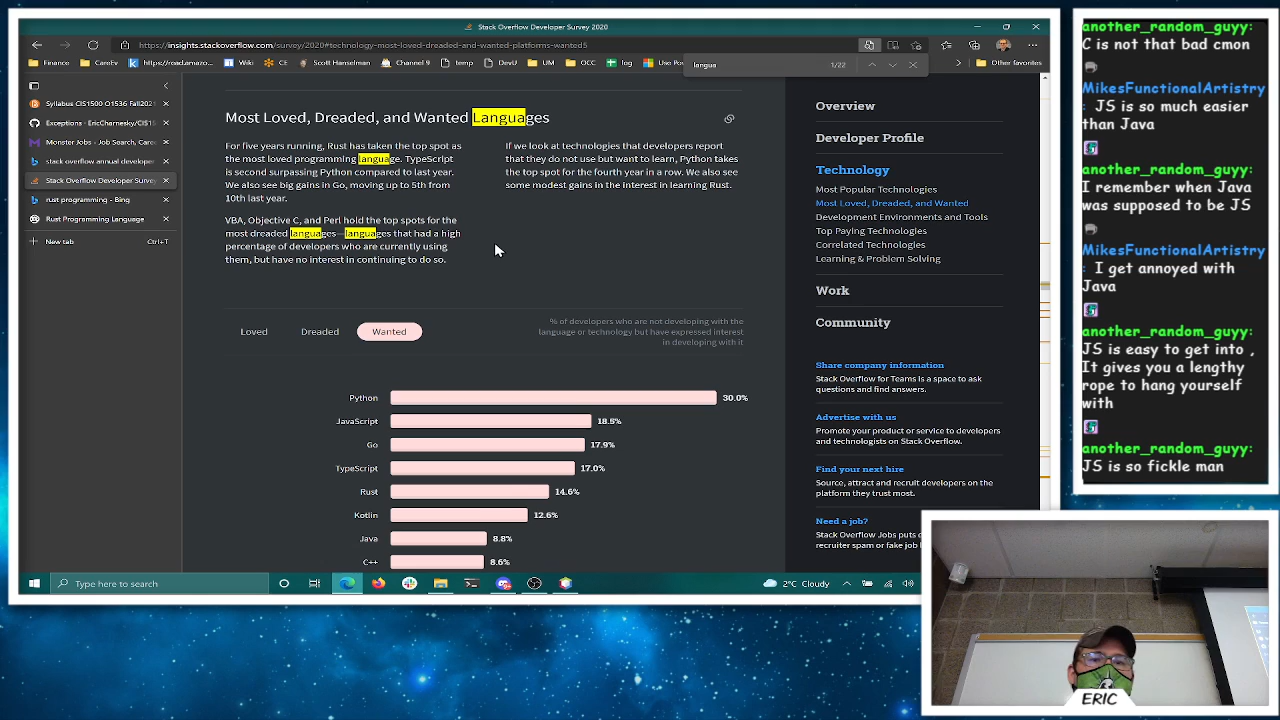 Stack Overflow Developer Survey 2020
https://insights.stackoverflow.com/survey/2020#technology-most-loved-dreaded-and-wanted-platforms-wanted5
Finance
Wiki
CE
Scott Hanselman
Channel 9
temp
DevU
UM
OCC
log
Use Po
Other favorites
langua
1/22
Syllabus CIS1500 O1536 Fall202
Exceptions - EricCharnesky/CIS1
Monster Jobs - Job Search, Care
stack overflow annual developer
Stack Overflow Developer Surve
rust programming - Bing
Rust Programming Language
New tab
Ctrl+T
Most Loved, Dreaded, and Wanted Languages
For five years running, Rust has taken the top spot as
the most loved programming language. TypeScript
is second surpassing Python compared to last year.
We also see big gains in Go, moving up to 5th from
10th last year.
VBA, Objective C, and Perl hold the top spots for the
most dreaded languages—languages that had a high
percentage of developers who are currently using
them, but have no interest in continuing to do so.
If we look at technologies that developers report
that they do not use but want to learn, Python takes
the top spot for the fourth year in a row. We also see
some modest gains in the interest in learning Rust.
Loved
Dreaded
Wanted
% of developers who are not developing with the
language or technology but have expressed interest
in developing with it
Python 30.0%
JavaScript 18.5%
Go 17.9%
TypeScript 17.0%
Rust 14.6%
Kotlin 12.6%
Java 8.8%
C++ 8.6%
Overview
Developer Profile
Technology
Most Popular Technologies
Most Loved, Dreaded, and Wanted
Development Environments and Tools
Top Paying Technologies
Correlated Technologies
Learning & Problem Solving
Work
Community
Share company information
Stack Overflow for Teams is a space to ask
questions and find answers.
Advertise with us
Promote your product or service to developers
and technologists on Stack Overflow.
Find your next hire
Source, attract and recruit developers on the
platform they trust most.
Need a job?
Stack Overflow Jobs puts
recruiter spam or fake job
Type here to search
2°C Cloudy
another_random_guyy:
C is not that bad cmon
MikesFunctionalArtistry
: JS is so much easier
than Java
another_random_guyy:
I remember when Java
was supposed to be JS
MikesFunctionalArtistry
: I get annoyed with
Java
another_random_guyy:
JS is easy to get into ,
It gives you a lengthy
rope to hang yourself
with
another_random_guyy:
JS is so fickle man
ERIC